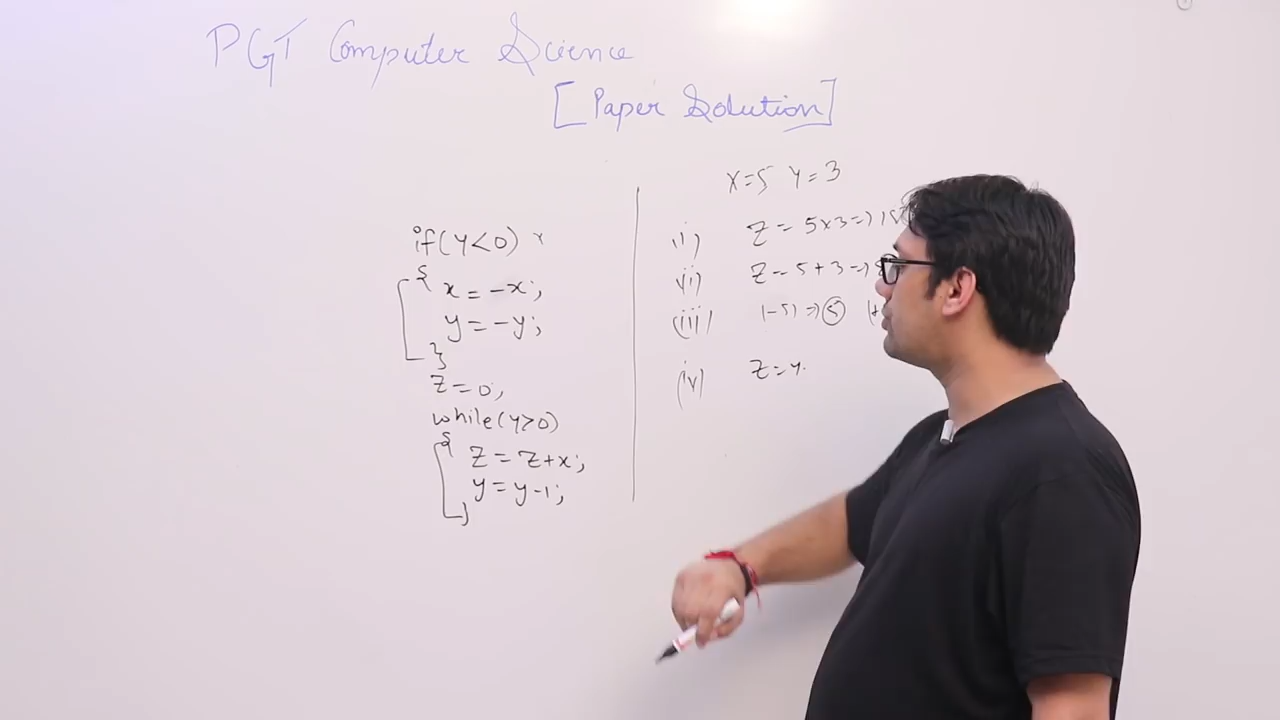 PGT Computer Science
[Paper Solution]
if(y<0) x
{
x = -x;
y = -y;
}
z=0;
while(y>0)
{
z = z+x;
y = y-1;
}
x=5 y=3
(i) z = 5x3=>
(ii) z = 5+3=>
(iii) |-5| => 5
(iv) z=y